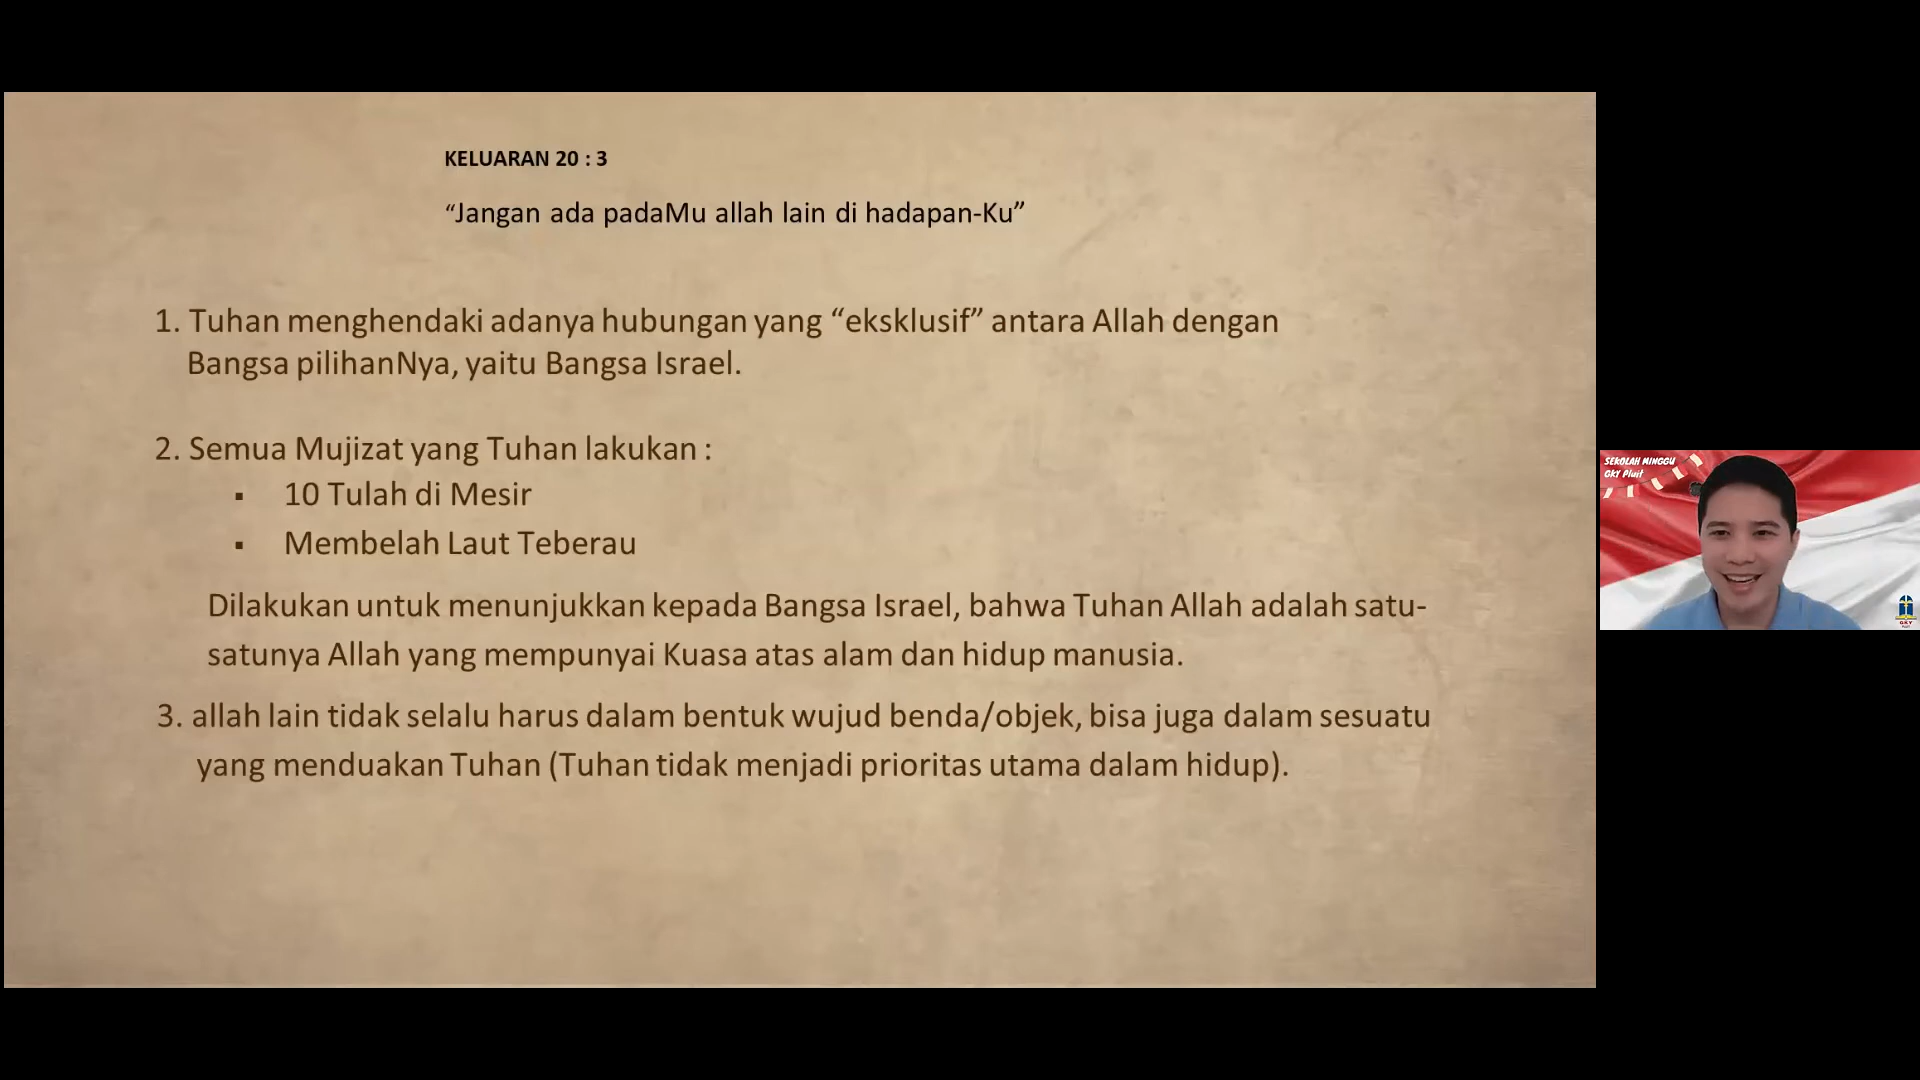 KELUARAN 20 : 3
“Jangan ada padaMu allah lain di hadapan-Ku”
1. Tuhan menghendaki adanya hubungan yang “eksklusif” antara Allah dengan
Bangsa pilihanNya, yaitu Bangsa Israel.
2. Semua Mujizat yang Tuhan lakukan :
▪ 10 Tulah di Mesir
▪ Membelah Laut Teberau
Dilakukan untuk menunjukkan kepada Bangsa Israel, bahwa Tuhan Allah adalah satu-
satunya Allah yang mempunyai Kuasa atas alam dan hidup manusia.
3. allah lain tidak selalu harus dalam bentuk wujud benda/objek, bisa juga dalam sesuatu
yang menduakan Tuhan (Tuhan tidak menjadi prioritas utama dalam hidup).
SEKOLAH MINGGU
GKY Pluit
GKY